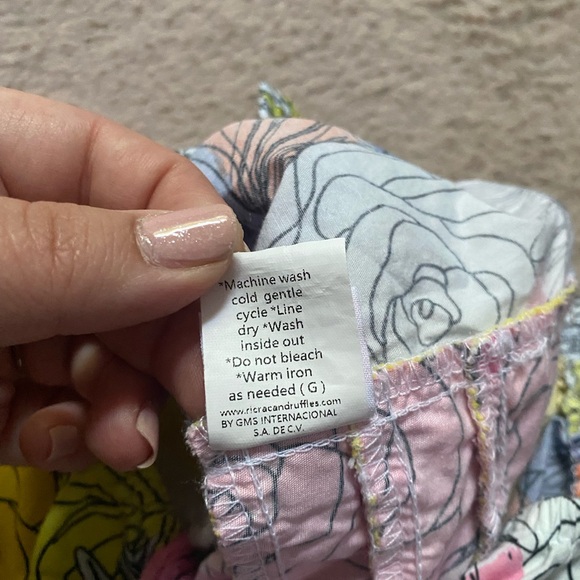 *Machine wash
cold gentle
cycle *Line
dry *Wash
inside out
*Do not bleach
*Warm iron
as needed ( G )
www.ricracandruffles.com
BY GMS INTERNACIONAL
S.A. DE C.V.